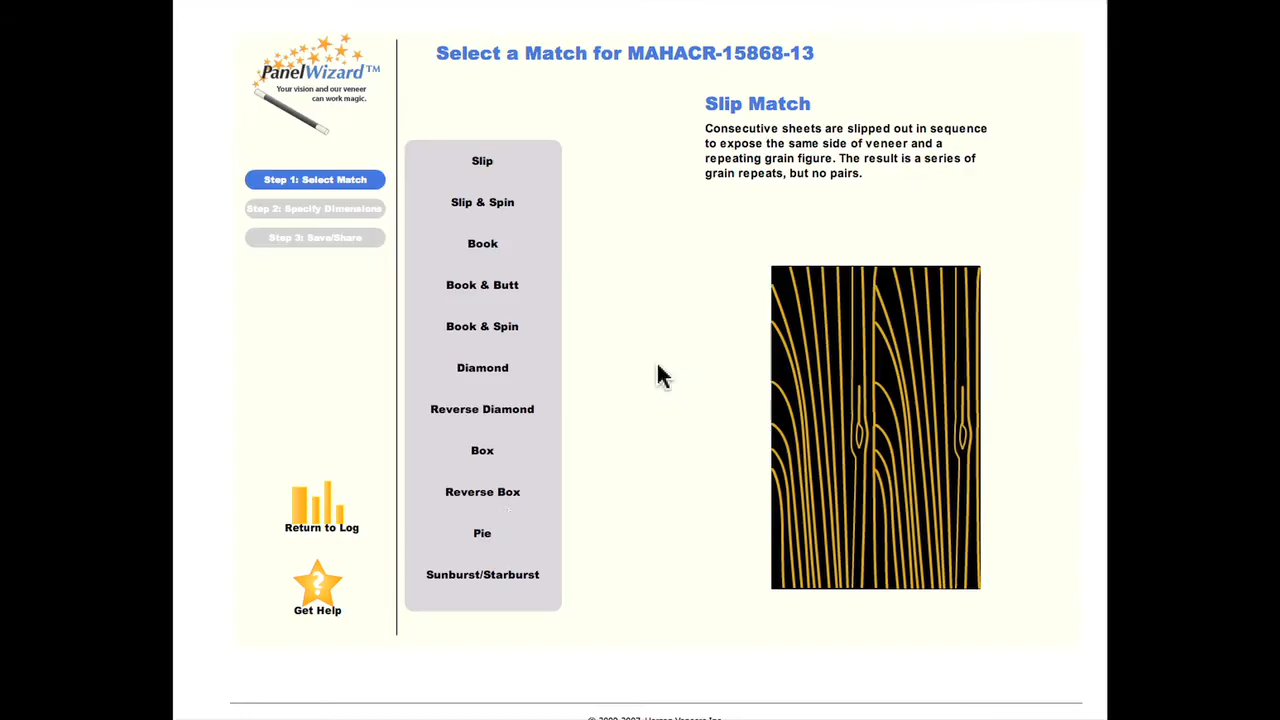 PanelWizard™
Your vision and our veneer
can work magic.
Step 1: Select Match
Step 2: Specify Dimensions
Step 3: Save/Share
Return to Log
?
Get Help
Select a Match for MAHACR-15868-13
Slip
Slip & Spin
Book
Book & Butt
Book & Spin
Diamond
Reverse Diamond
Box
Reverse Box
Pie
Sunburst/Starburst
Slip Match
Consecutive sheets are slipped out in sequence
to expose the same side of veneer and a
repeating grain figure. The result is a series of
grain repeats, but no pairs.